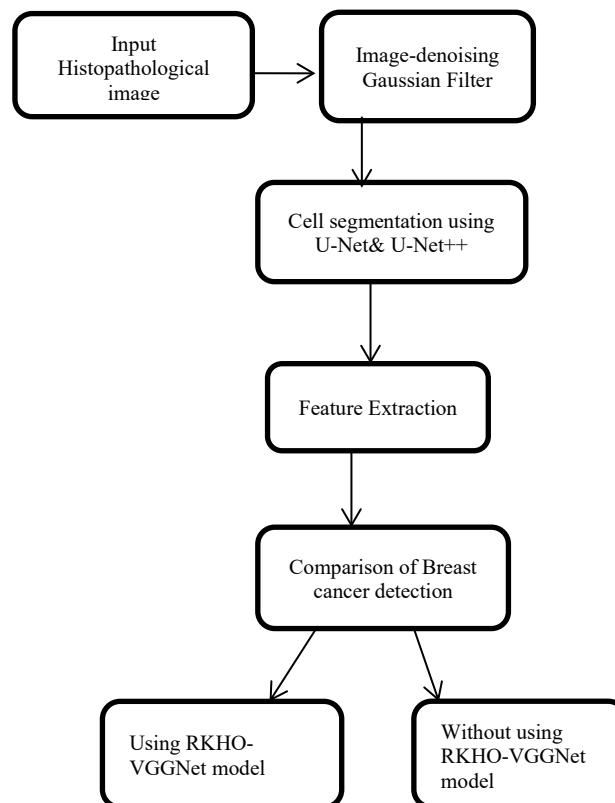 Input
Histopathological
image
Image-denoising
Gaussian Filter
Cell segmentation using
U-Net& U-Net++
Feature Extraction
Comparison of Breast
cancer detection
Using RKHO-
VGGNet model
Without using
RKHO-VGGNet
model